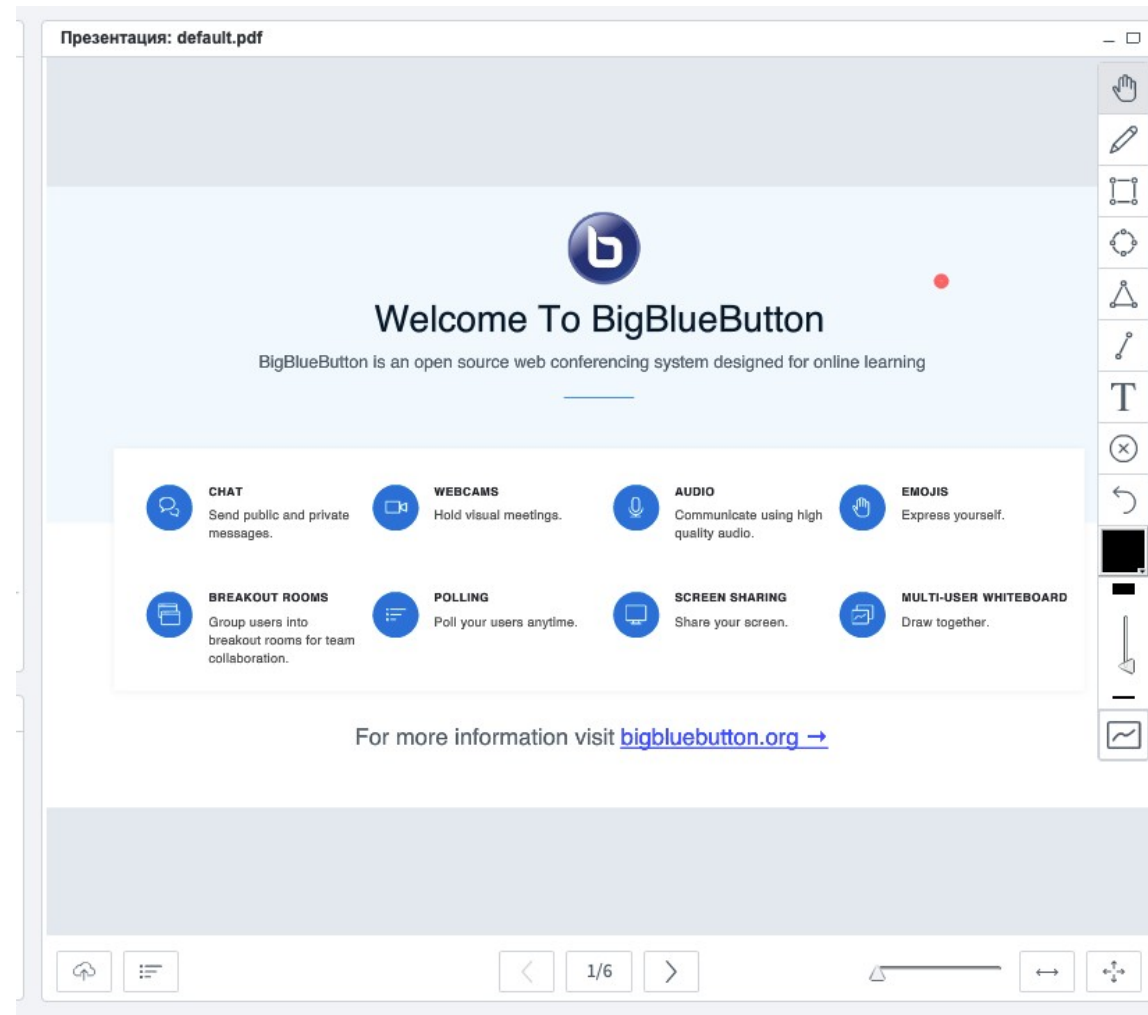 Презентация: default.pdf
Welcome To BigBlueButton
BigBlueButton is an open source web conferencing system designed for online learning
CHAT
Send public and private
messages.
WEBCAMS
Hold visual meetings.
AUDIO
Communicate using high
quality audio.
EMOJIS
Express yourself.
BREAKOUT ROOMS
Group users into
breakout rooms for team
collaboration.
POLLING
Poll your users anytime.
SCREEN SHARING
Share your screen.
MULTI-USER WHITEBOARD
Draw together.
For more information visit bigbluebutton.org →
T
1/6